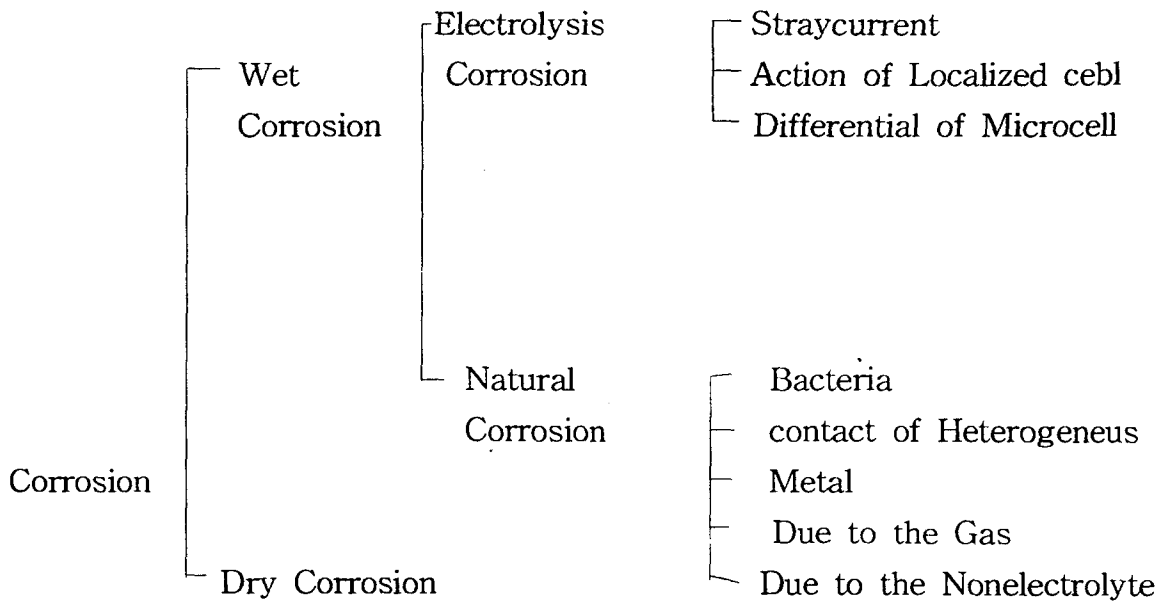 Electrolysis
Corrosion
Straycurrent
Action of Localized cebl
Differential of Microcell
Wet
Corrosion
Natural
Corrosion
Bacteria
contact of Heterogeneus
Metal
Due to the Gas
Due to the Nonelectrolyte
Corrosion
Dry Corrosion